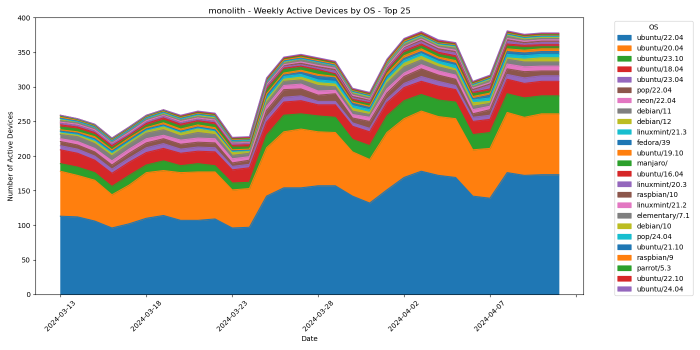 monolith - Weekly Active Devices by OS - Top 25
Number of Active Devices
400
350
300
250
200
150
100
50
0
2024-03-13
2024-03-18
2024-03-23
2024-03-28
2024-04-02
2024-04-07
Date
OS
ubuntu/22.04
ubuntu/20.04
ubuntu/23.10
ubuntu/18.04
ubuntu/23.04
pop/22.04
neon/22.04
debian/11
debian/12
linuxmint/21.3
fedora/39
ubuntu/19.10
manjaro/
ubuntu/16.04
linuxmint/20.3
raspbian/10
linuxmint/21.2
elementary/7.1
debian/10
pop/24.04
ubuntu/21.10
raspbian/9
parrot/5.3
ubuntu/22.10
ubuntu/24.04